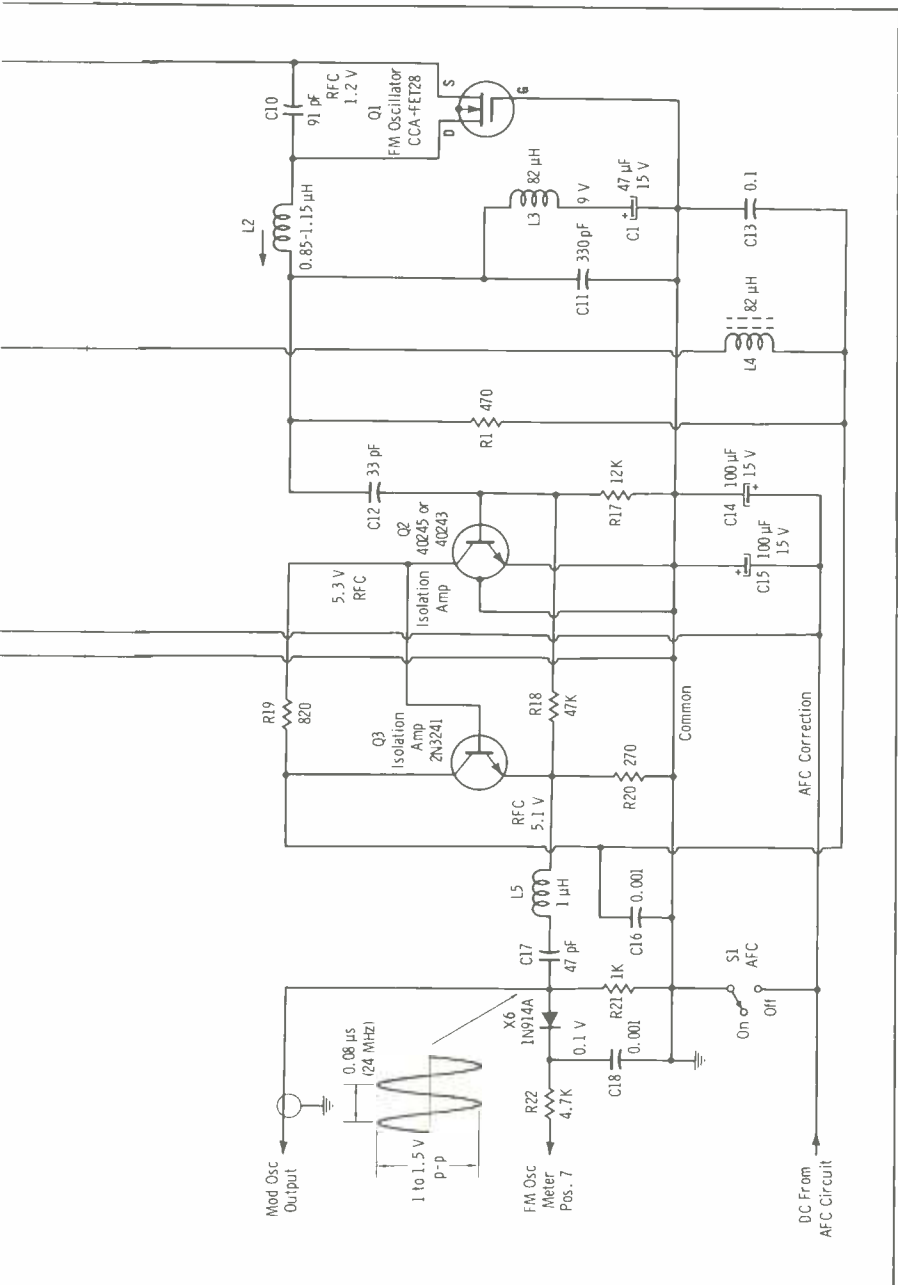 C10
91 pF
RFC
1.2 V
Q1
FM Oscillator
CCA-FET28
S
D
G
L2
0.85-1.15 µH
82 µH
L3
9 V
47 µF
15 V
+
C1
330 pF
C11
0.1
C13
82 µH
L4
470
R1
33 pF
C12
Q2
40245 or
40243
12K
R17
100 µF
15 V
+
C14
100 µF
15 V
+
C15
5.3 V
RFC
Isolation
Amp
R19
820
Q3
Isolation
Amp
2N3241
R18
47K
Common
AFC Correction
RFC
5.1 V
270
R20
L5
1 µH
0.001
C16
C17
47 pF
1K
R21
S1
AFC
On
Off
X6
1N914A
0.1 V
0.001
C18
0.08 µs
(24 MHz)
1 to 1.5 V
p-p
R22
4.7K
Mod Osc
Output
FM Osc
Meter
Pos. 7
DC From
AFC Circuit